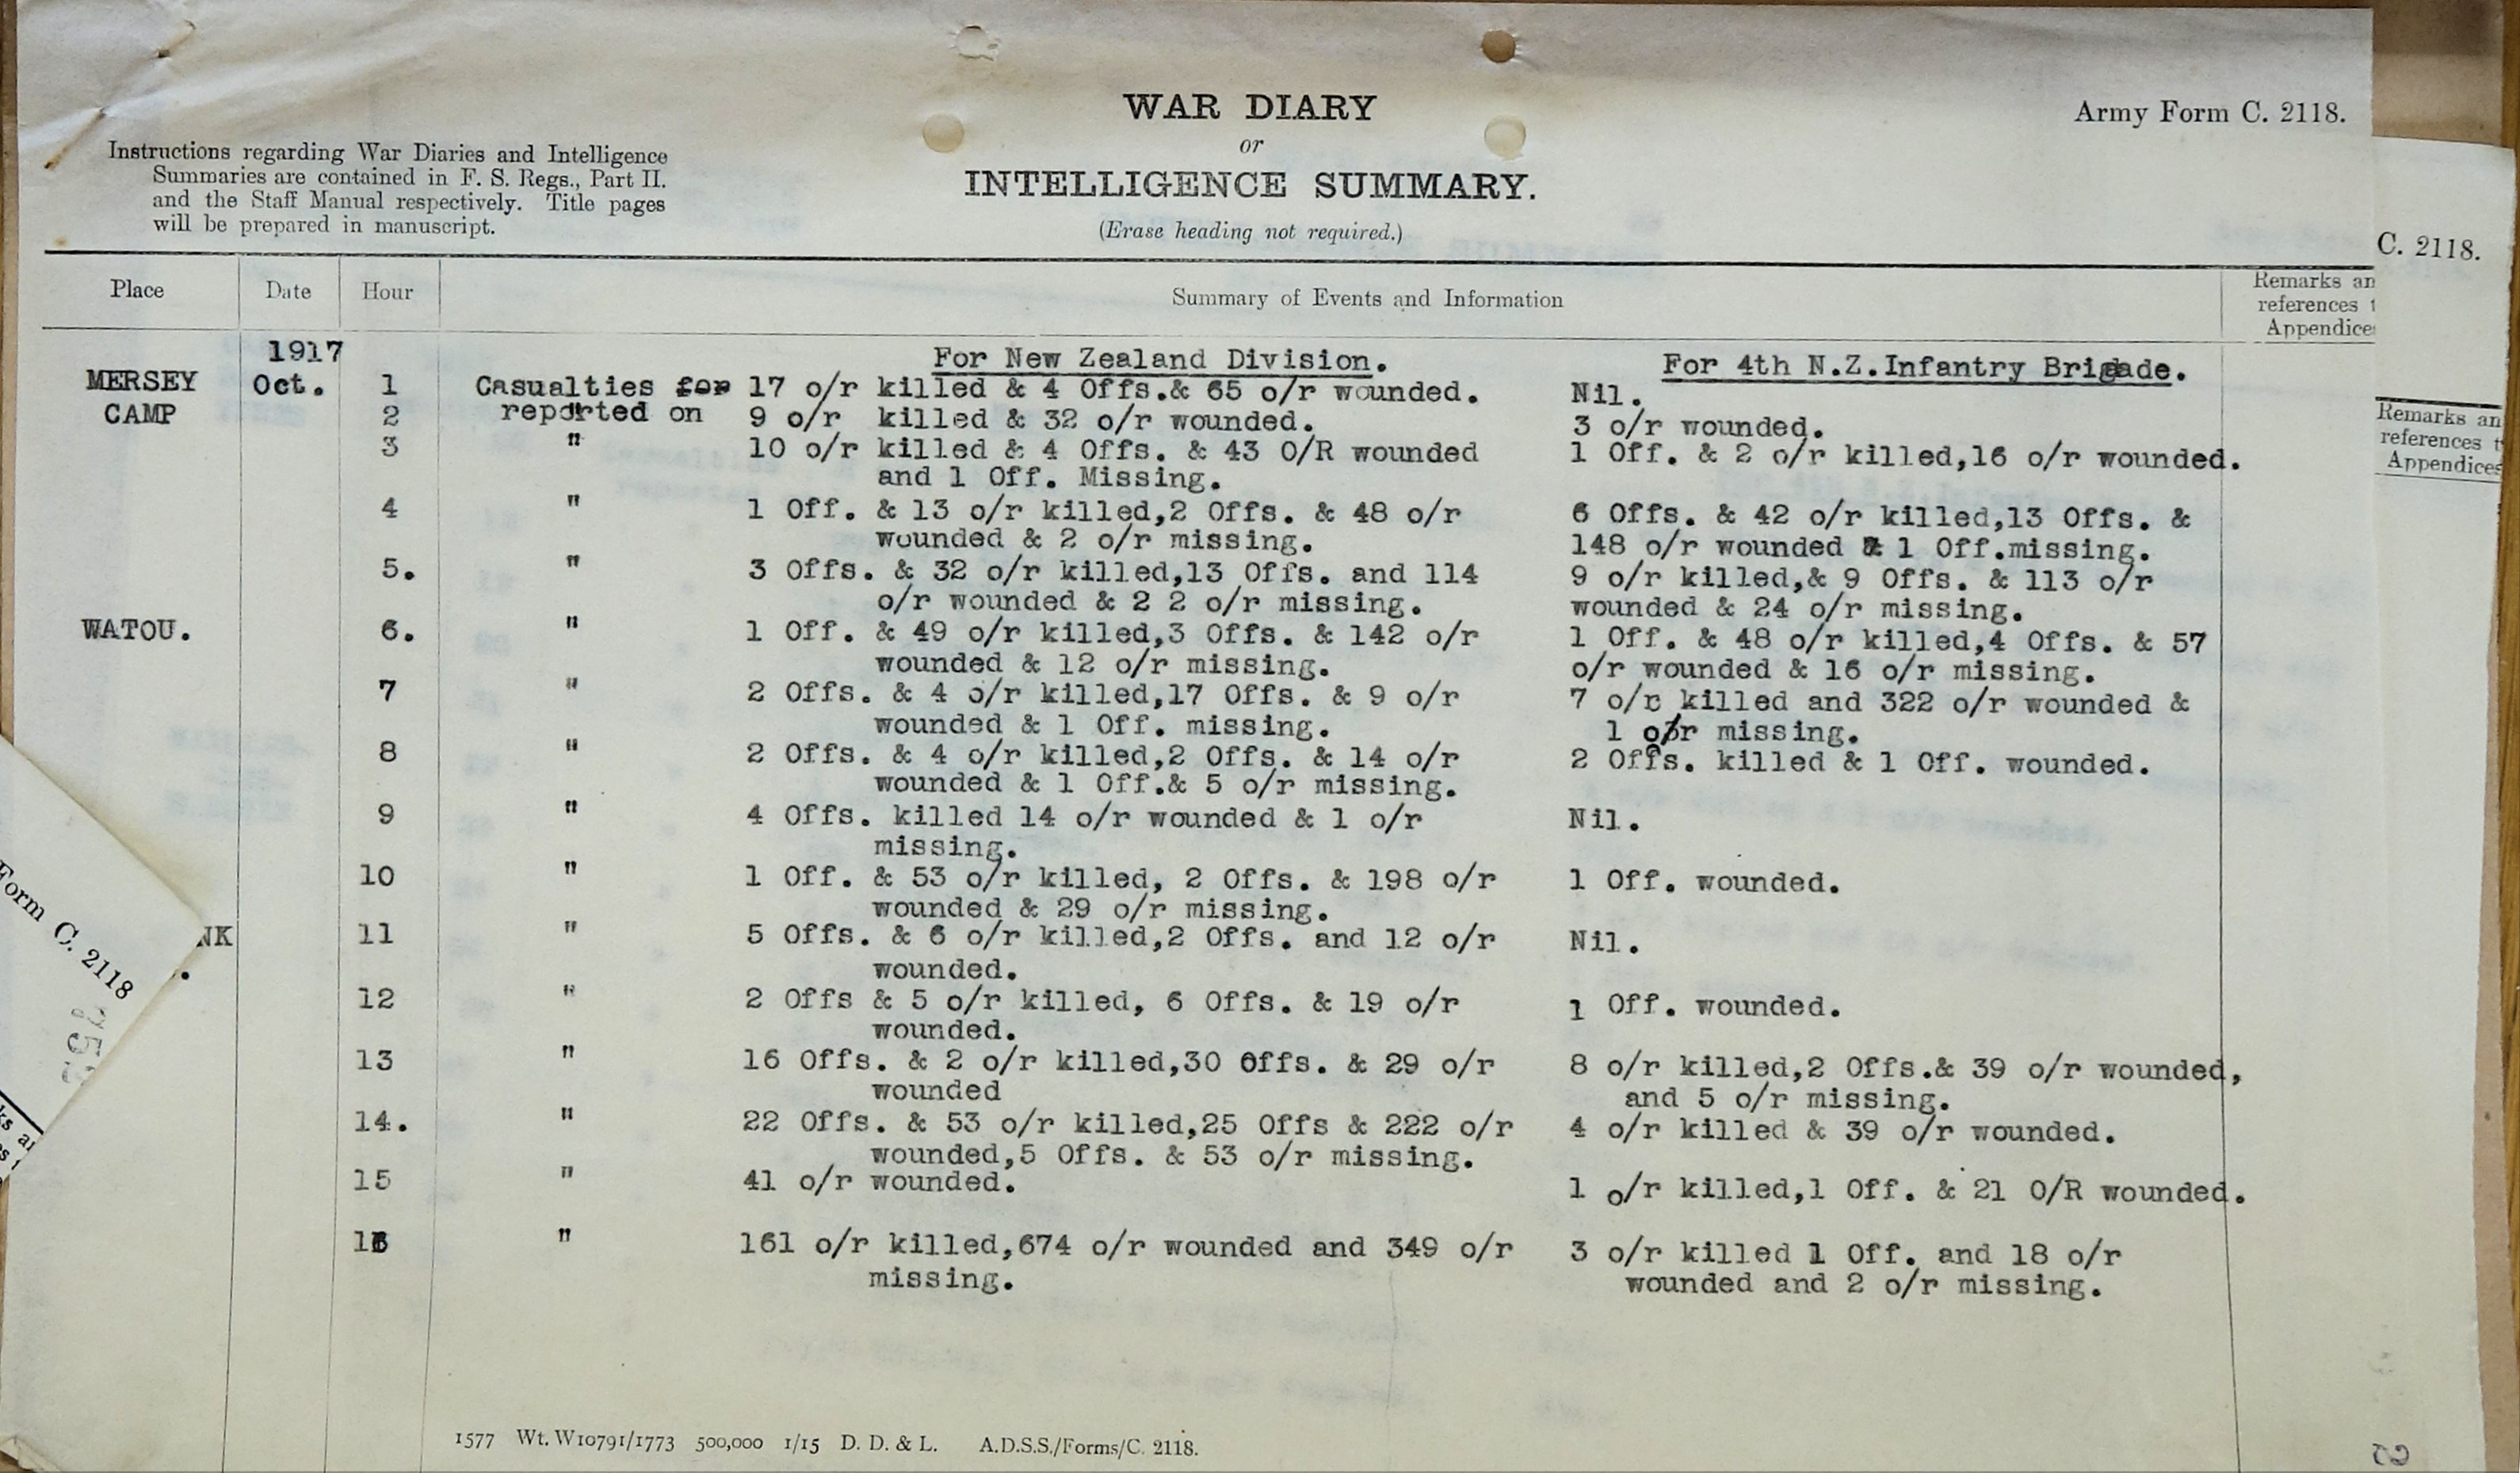 WAR DIARY
or
INTELLIGENCE SUMMARY.
(Erase heading not required.)
Army Form C. 2118.
Instructions regarding War Diaries and Intelligence
Summaries are contained in F. S. Regs., Part II.
and the Staff Manual respectively. Title pages
will be prepared in manuscript.
C. 2118.
Place Date Hour Summary of Events and Information Remarks an
references t
Appendice
1917 For New Zealand Division. For 4th N.Z.Infantry Brigade.
MERSEY Oct. 1 Casualties for 17 o/r killed & 4 Offs.& 65 o/r wounded. Nil.
CAMP 2 reported on 9 o/r killed & 32 o/r wounded. 3 o/r wounded.
3 " 10 o/r killed & 4 Offs. & 43 O/R wounded 1 Off. & 2 o/r killed,16 o/r wounded.
and 1 Off. Missing.
4 " 1 Off. & 13 o/r killed,2 Offs. & 48 o/r 6 Offs. & 42 o/r killed,13 Offs. &
wounded & 2 o/r missing. 148 o/r wounded & 1 Off.missing.
5. " 3 Offs. & 32 o/r killed,13 Offs. and 114 9 o/r killed,& 9 Offs. & 113 o/r
o/r wounded & 2 2 o/r missing. wounded & 24 o/r missing.
WATOU. 6. " 1 Off. & 49 o/r killed,3 Offs. & 142 o/r 1 Off. & 48 o/r killed,4 Offs. & 57
wounded & 12 o/r missing. o/r wounded & 16 o/r missing.
7 " 2 Offs. & 4 o/r killed,17 Offs. & 9 o/r 7 o/r killed and 322 o/r wounded &
wounded & 1 Off. missing. 1 o/r missing.
8 " 2 Offs. & 4 o/r killed,2 Offs. & 14 o/r 2 Offs. killed & 1 Off. wounded.
wounded & 1 Off.& 5 o/r missing.
9 " 4 Offs. killed 14 o/r wounded & 1 o/r Nil.
missing.
10 " 1 Off. & 53 o/r killed, 2 Offs. & 198 o/r 1 Off. wounded.
wounded & 29 o/r missing.
NK 11 " 5 Offs. & 6 o/r killed,2 Offs. and 12 o/r Nil.
wounded.
12 " 2 Offs & 5 o/r killed, 6 Offs. & 19 o/r 1 Off. wounded.
wounded.
13 " 16 Offs. & 2 o/r killed,30 Offs. & 29 o/r 8 o/r killed,2 Offs.& 39 o/r wounded,
wounded and 5 o/r missing.
14. " 22 Offs. & 53 o/r killed,25 Offs & 222 o/r 4 o/r killed & 39 o/r wounded.
wounded,5 Offs. & 53 o/r missing.
15 " 41 o/r wounded. 1 o/r killed,1 Off. & 21 O/R wounded.
16 " 161 o/r killed,674 o/r wounded and 349 o/r 3 o/r killed 1 Off. and 18 o/r
missing. wounded and 2 o/r missing.
Remarks an
references t
Appendices
Form C. 2118
1577 Wt. W10791/1773 500,000 1/15 D. D. & L. A.D.S.S./Forms/C. 2118.